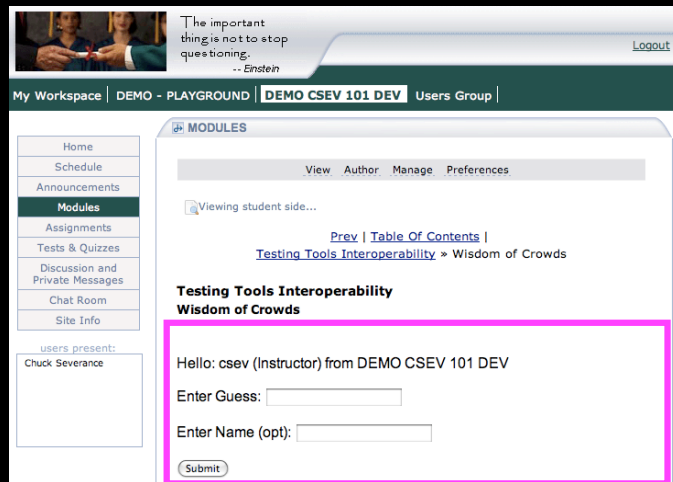 The important
thing is not to stop
questioning.
-- Einstein
Logout
My Workspace | DEMO - PLAYGROUND | DEMO CSEV 101 DEV Users Group |
MODULES
Home
Schedule
Announcements
Modules
Assignments
Tests & Quizzes
Discussion and
Private Messages
Chat Room
Site Info
users present:
Chuck Severance
View Author Manage Preferences
Viewing student side...
Prev | Table Of Contents |
Testing Tools Interoperability » Wisdom of Crowds
Testing Tools Interoperability
Wisdom of Crowds
Hello: csev (Instructor) from DEMO CSEV 101 DEV
Enter Guess:
Enter Name (opt):
Submit